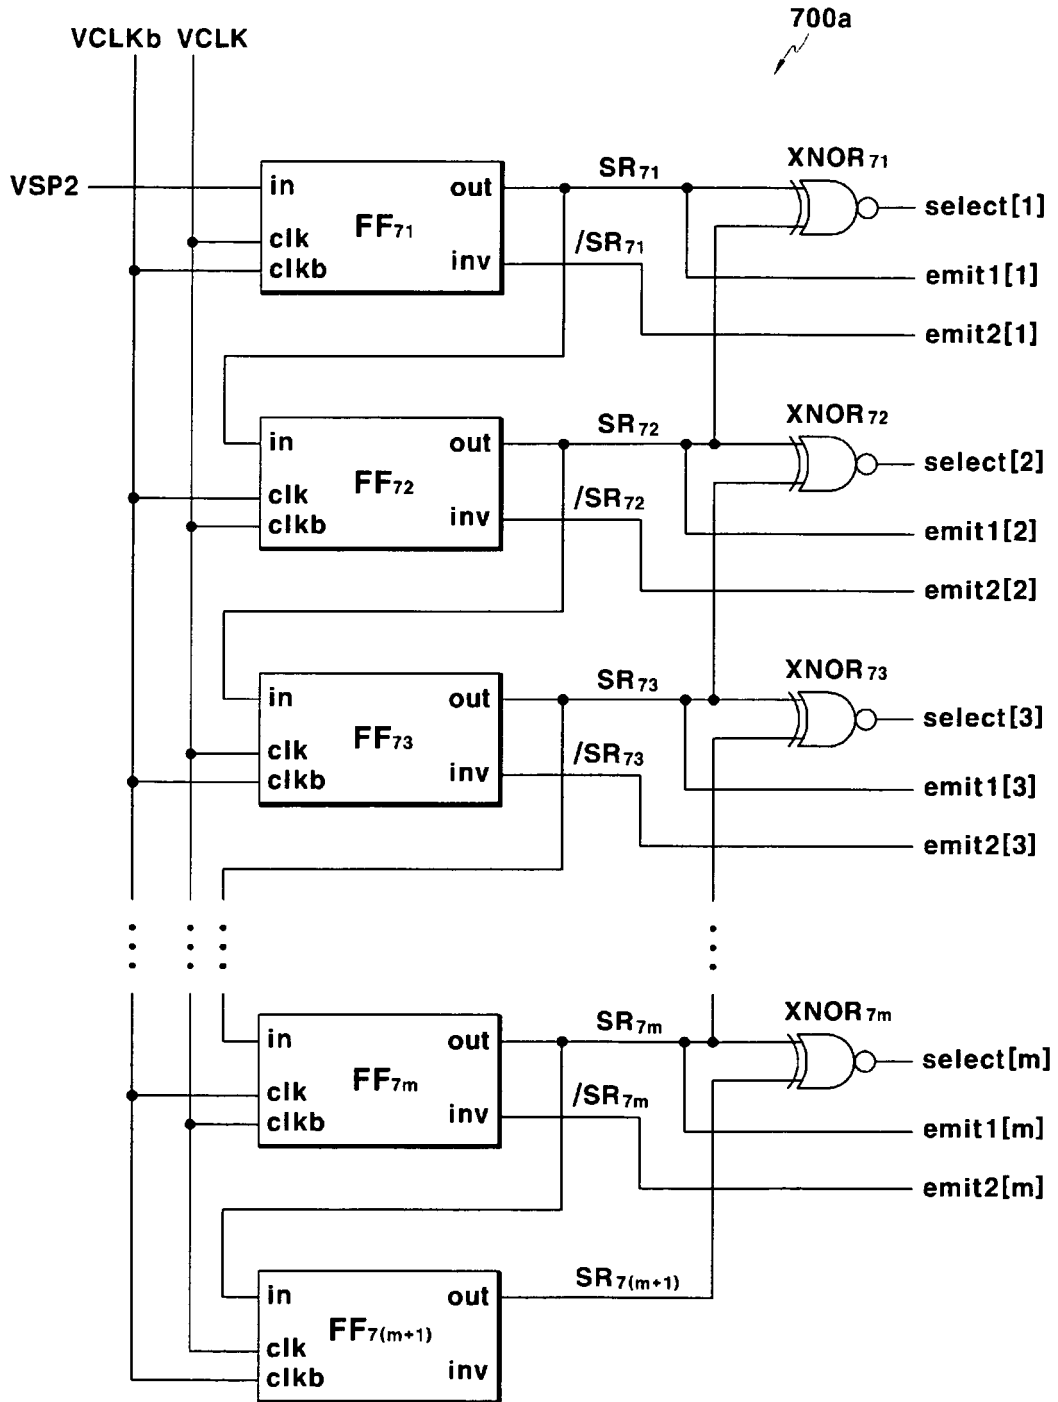 700a
VCLKb VCLK
VSP2
in out
FF71
clk
clkb
inv
SR71
/SR71
XNOR71
select[1]
emit1[1]
emit2[1]
in out
FF72
clk
clkb
inv
SR72
/SR72
XNOR72
select[2]
emit1[2]
emit2[2]
in out
FF73
clk
clkb
inv
SR73
/SR73
XNOR73
select[3]
emit1[3]
emit2[3]
in out
FF7m
clk
clkb
inv
SR7m
/SR7m
XNOR7m
select[m]
emit1[m]
emit2[m]
in out
FF7(m+1)
clk
clkb
inv
SR7(m+1)